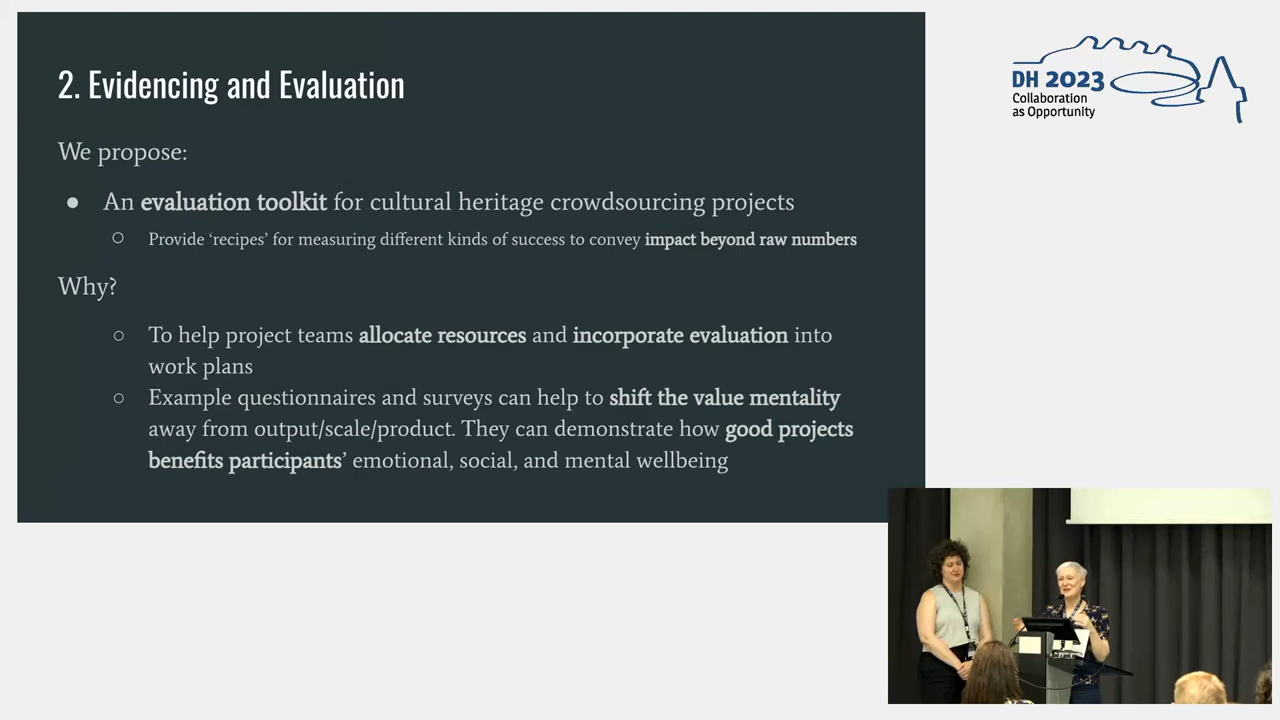 2. Evidencing and Evaluation
We propose:
● An evaluation toolkit for cultural heritage crowdsourcing projects
○ Provide ‘recipes’ for measuring different kinds of success to convey impact beyond raw numbers
Why?
○ To help project teams allocate resources and incorporate evaluation into
work plans
○ Example questionnaires and surveys can help to shift the value mentality
away from output/scale/product. They can demonstrate how good projects
benefits participants’ emotional, social, and mental wellbeing
DH 2023
Collaboration
as Opportunity